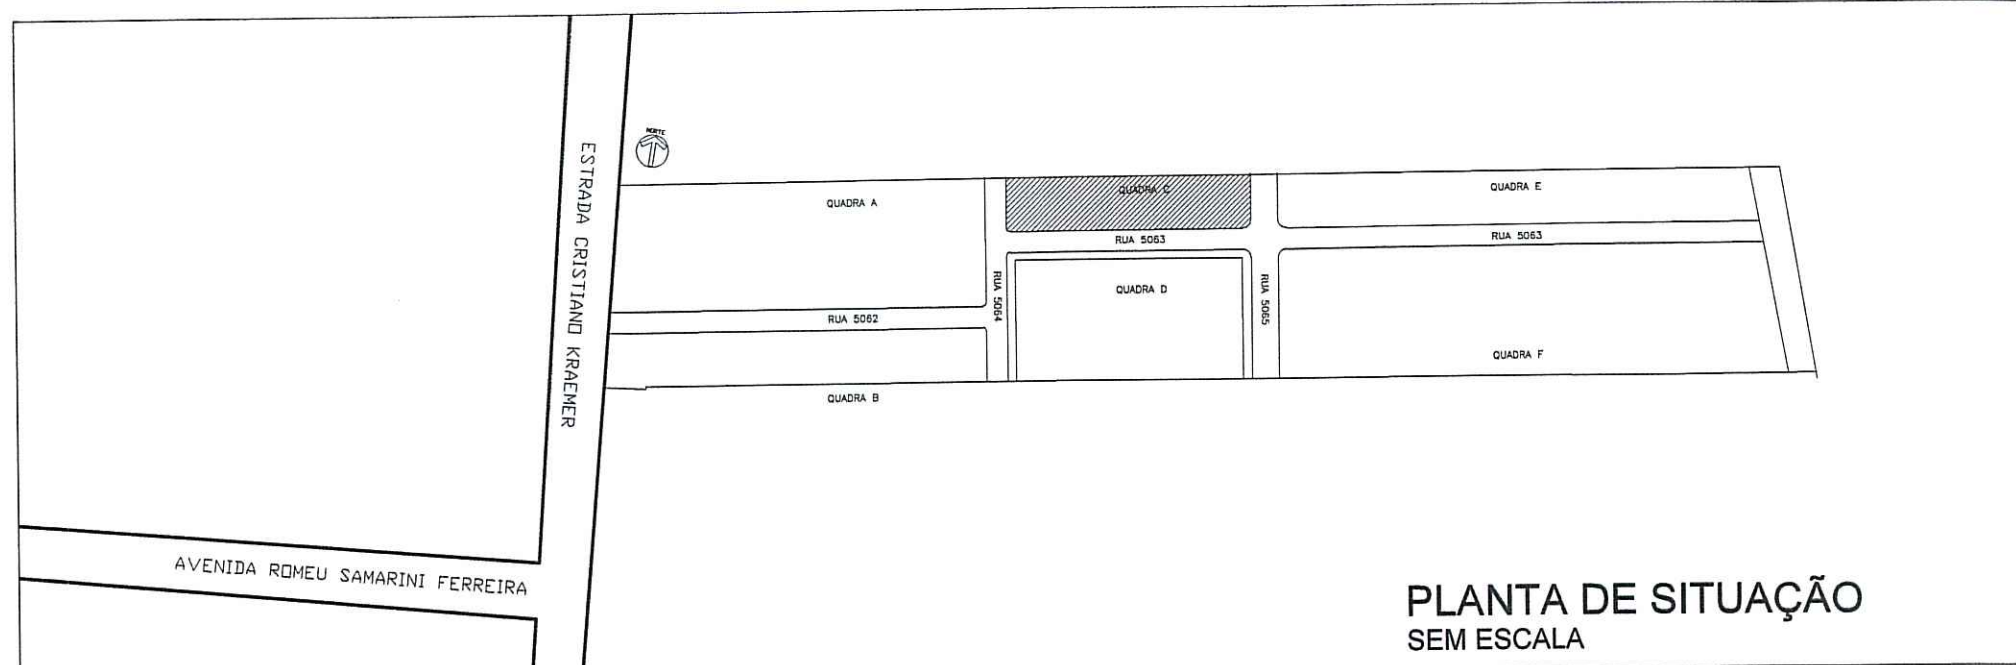 NORTE
ESTRADA CRISTIANO KRAEMER
QUADRA A
QUADRA C
QUADRA E
RUA 5063
RUA 5063
RUA 5064
QUADRA D
RUA 5065
RUA 5062
QUADRA F
QUADRA B
AVENIDA ROMEU SAMARINI FERREIRA
PLANTA DE SITUAÇÃO
SEM ESCALA